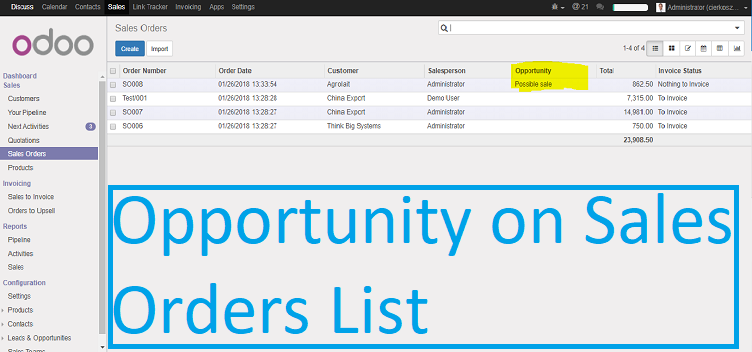 Discuss Calendar Contacts Sales Link Tracker Invoicing Apps Settings @ 21 Administrator (cierkosz...
odoo
Sales Orders
Create Import
1-4 of 4
Dashboard
Sales
Customers
Your Pipeline
Next Activities 3
Quotations
Sales Orders
Products
Invoicing
Sales to Invoice
Orders to Upsell
Reports
Pipeline
Activities
Sales
Configuration
Settings
Products
Contacts
Leads & Opportunities
Sales Teams
Order Number Order Date Customer Salesperson Opportunity Total Invoice Status
SO008 01/26/2018 13:33:54 Agrolait Administrator Possible sale 862.50 Nothing to Invoice
Test/001 01/26/2018 13:28:28 China Export Demo User 7,315.00 To Invoice
SO007 01/26/2018 13:28:27 China Export Administrator 14,981.00 To Invoice
SO006 01/26/2018 13:28:27 Think Big Systems Administrator 750.00 To Invoice
23,908.50
Opportunity on Sales
Orders List